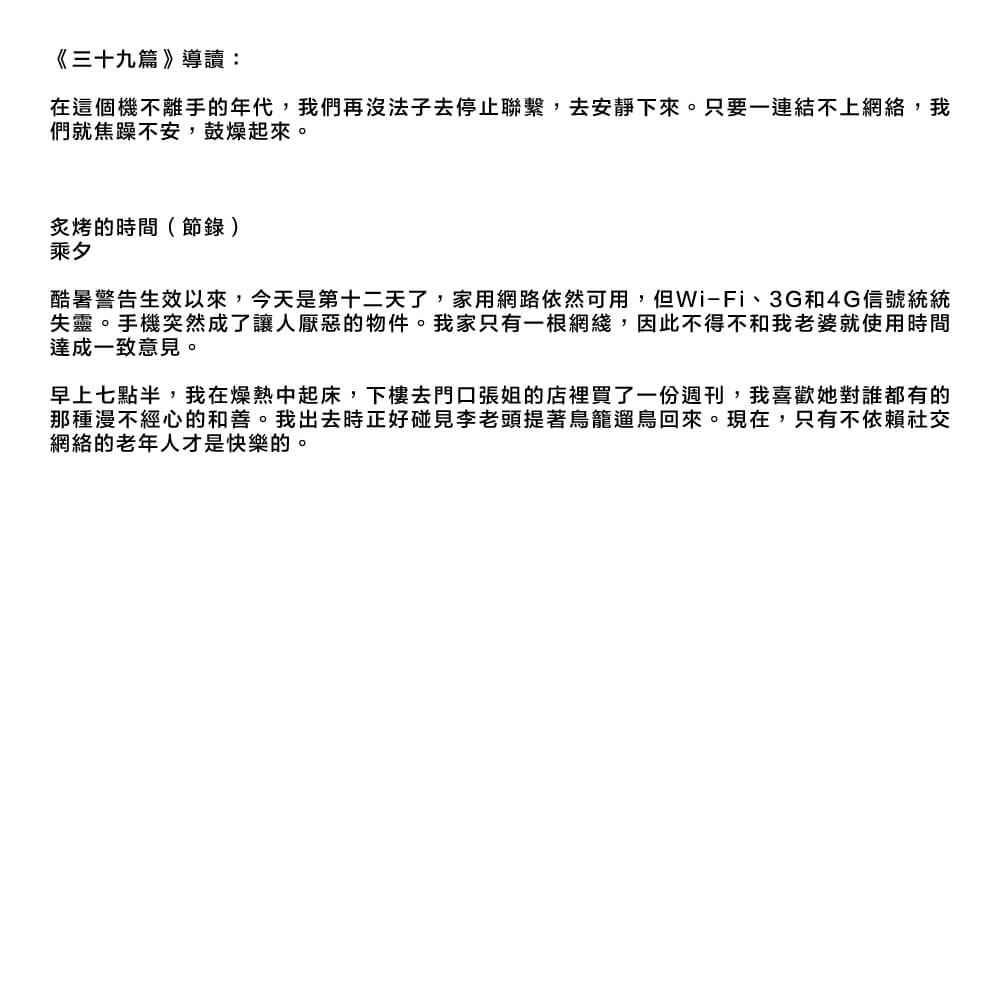 《三十九篇》導讀：
在這個機不離手的年代，我們再沒法子去停止聯繫，去安靜下來。只要一連結不上網絡，我
們就焦躁不安，鼓燥起來。
炙烤的時間（節錄）
乘夕
酷暑警告生效以來，今天是第十二天了，家用網路依然可用，但Wi-Fi、3G和4G信號統統
失靈。手機突然成了讓人厭惡的物件。我家只有一根網綫，因此不得不和我老婆就使用時間
達成一致意見。
早上七點半，我在燥熱中起床，下樓去門口張姐的店裡買了一份週刊，我喜歡她對誰都有的
那種漫不經心的和善。我出去時正好碰見李老頭提著鳥籠遛鳥回來。現在，只有不依賴社交
網絡的老年人才是快樂的。